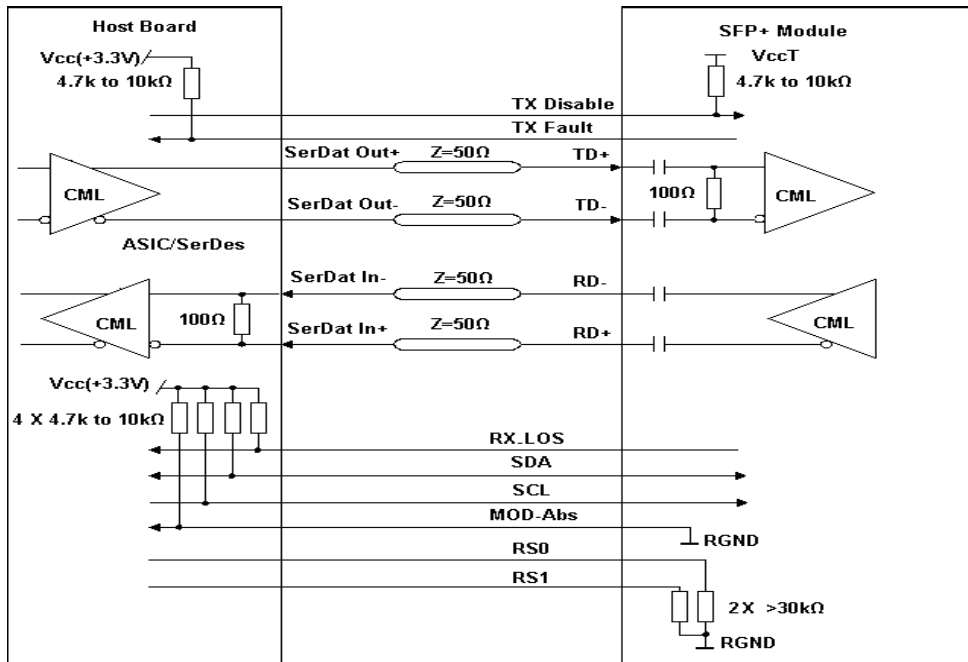 Host Board
SFP+ Module
Vcc(+3.3V)
VccT
4.7k to 10kΩ
4.7k to 10kΩ
TX Disable
TX Fault
SerDat Out+
Z=50Ω
TD+
CML
100Ω
CML
SerDat Out-
Z=50Ω
TD-
ASIC/SerDes
SerDat In-
Z=50Ω
RD-
CML
100Ω
CML
SerDat In+
Z=50Ω
RD+
Vcc(+3.3V)
4 X 4.7k to 10kΩ
RX_LOS
SDA
SCL
MOD-Abs
RGND
RS0
RS1
2X >30kΩ
RGND